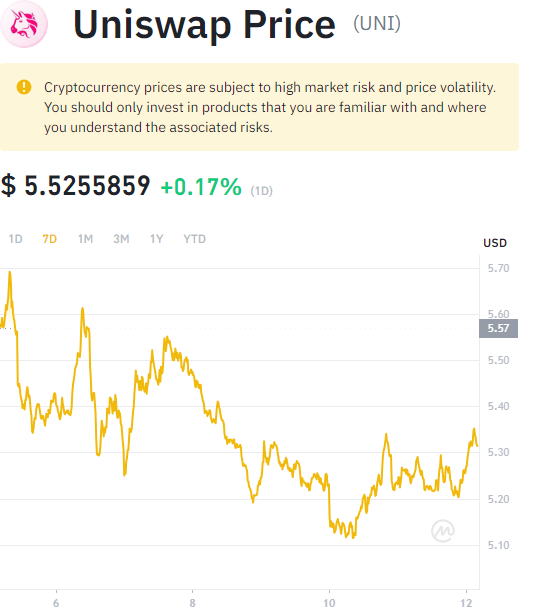 Uniswap Price (UNI)
Cryptocurrency prices are subject to high market risk and price volatility.
You should only invest in products that you are familiar with and where
you understand the associated risks.
$ 5.5255859 +0.17% (1D)
1D 7D 1M 3M 1Y YTD
USD
5.70
5.60
5.57
5.50
5.40
5.30
5.20
5.10
6 8 10 12